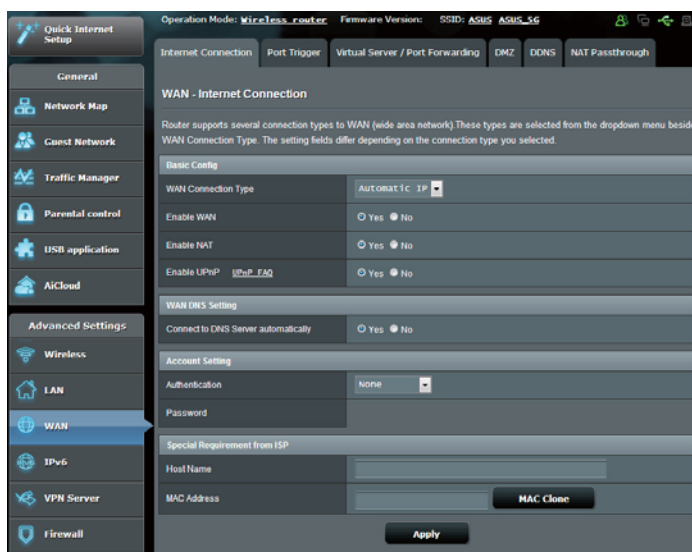 Quick Internet Setup
Operation Mode: Wireless router Firmware Version: SSID: ASUS ASUS_5G
Internet Connection Port Trigger Virtual Server / Port Forwarding DMZ DDNS NAT Passthrough
General
Network Map
Guest Network
Traffic Manager
Parental control
USB application
AiCloud
Advanced Settings
Wireless
LAN
WAN
IPv6
VPN Server
Firewall
WAN - Internet Connection
Router supports several connection types to WAN (wide area network).These types are selected from the dropdown menu besid
WAN Connection Type. The setting fields differ depending on the connection type you selected.
Basic Config
WAN Connection Type Automatic IP
Enable WAN Yes No
Enable NAT Yes No
Enable UPnP UPnP FAQ Yes No
WAN DNS Setting
Connect to DNS Server automatically Yes No
Account Setting
Authentication None
Password
Special Requirement from ISP
Host Name
MAC Address MAC Clone
Apply